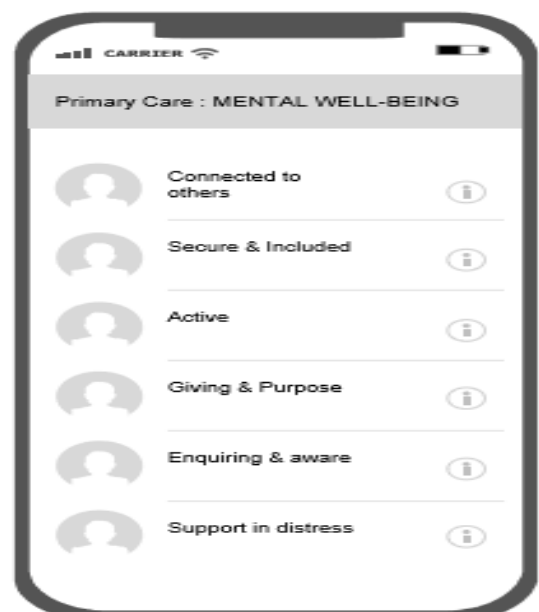 CARRIER
Primary Care : MENTAL WELL-BEING
Connected to
others
Secure & Included
Active
Giving & Purpose
Enquiring & aware
Support in distress